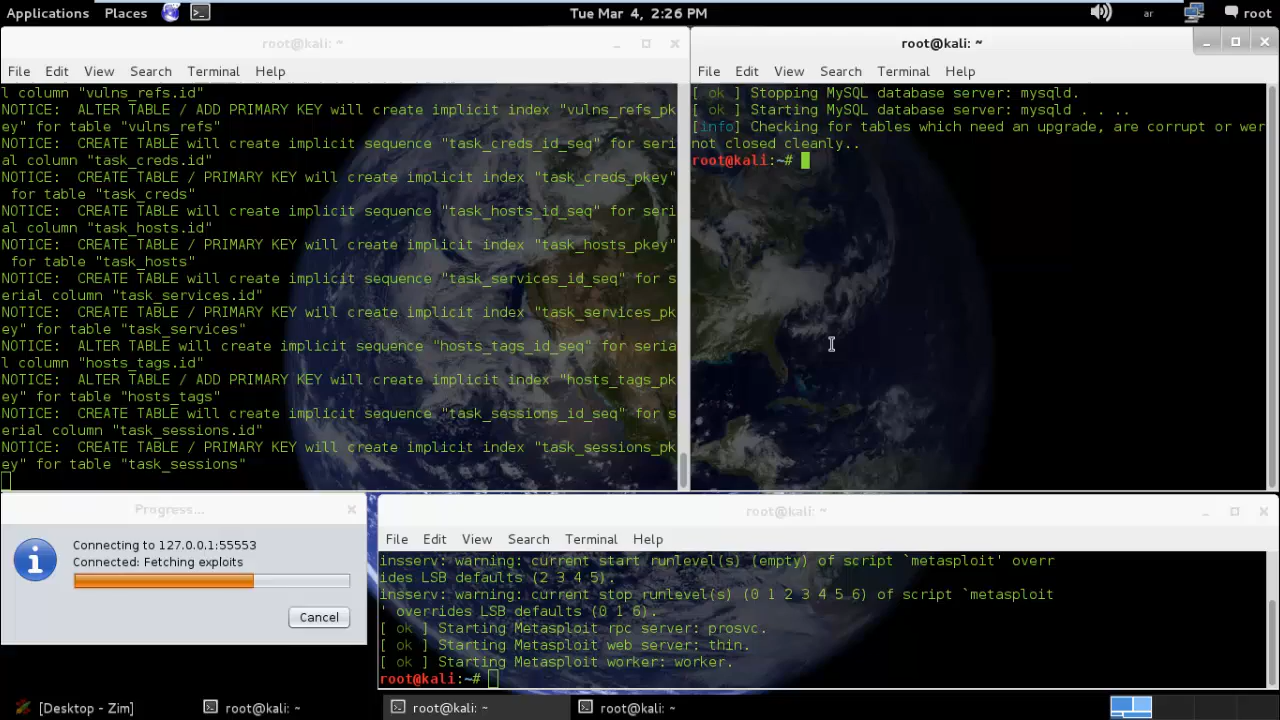 Applications Places Tue Mar 4, 2:26 PM ar root
root@kali: ~
File Edit View Search Terminal Help
l column "vulns_refs.id"
NOTICE:  ALTER TABLE / ADD PRIMARY KEY will create implicit index "vulns_refs_pk
ey" for table "vulns_refs"
NOTICE:  CREATE TABLE will create implicit sequence "task_creds_id_seq" for seri
al column "task_creds.id"
NOTICE:  CREATE TABLE / PRIMARY KEY will create implicit index "task_creds_pkey"
 for table "task_creds"
NOTICE:  CREATE TABLE will create implicit sequence "task_hosts_id_seq" for seri
al column "task_hosts.id"
NOTICE:  CREATE TABLE / PRIMARY KEY will create implicit index "task_hosts_pkey"
 for table "task_hosts"
NOTICE:  CREATE TABLE will create implicit sequence "task_services_id_seq" for s
erial column "task_services.id"
NOTICE:  CREATE TABLE / PRIMARY KEY will create implicit index "task_services_pk
ey" for table "task_services"
NOTICE:  ALTER TABLE will create implicit sequence "hosts_tags_id_seq" for seria
l column "hosts_tags.id"
NOTICE:  ALTER TABLE / ADD PRIMARY KEY will create implicit index "hosts_tags_pk
ey" for table "hosts_tags"
NOTICE:  CREATE TABLE will create implicit sequence "task_sessions_id_seq" for s
erial column "task_sessions.id"
NOTICE:  CREATE TABLE / PRIMARY KEY will create implicit index "task_sessions_pk
ey" for table "task_sessions"
root@kali: ~
File Edit View Search Terminal Help
[ ok ] Stopping MySQL database server: mysqld.
[ ok ] Starting MySQL database server: mysqld . . ..
[info] Checking for tables which need an upgrade, are corrupt or wer
not closed cleanly..
root@kali:~#
Progress...
Connecting to 127.0.0.1:55553
Connected: Fetching exploits
Cancel
root@kali: ~
File Edit View Search Terminal Help
insserv: warning: current start runlevel(s) (empty) of script `metasploit' overr
ides LSB defaults (2 3 4 5).
insserv: warning: current stop runlevel(s) (0 1 2 3 4 5 6) of script `metasploit
' overrides LSB defaults (0 1 6).
[ ok ] Starting Metasploit rpc server: prosvc.
[ ok ] Starting Metasploit web server: thin.
[ ok ] Starting Metasploit worker: worker.
root@kali:~#
[Desktop - Zim] root@kali: ~ root@kali: ~ root@kali: ~